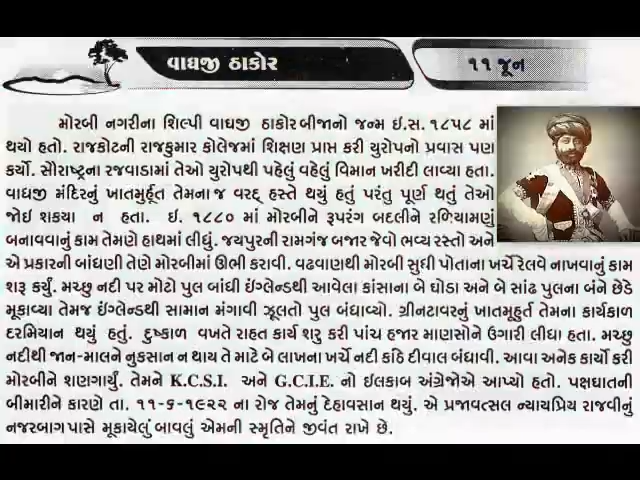 વાઘજી ઠાકોર
૧૧ જૂન
મોરબી નગરીના શિલ્પી વાઘજી ઠાકોર બીજાનો જન્મ ઇ.સ. ૧૮૫૮ માં
થયો હતો. રાજકોટની રાજકુમાર કોલેજમાં શિક્ષણ પ્રાપ્ત કરી યુરોપનો પ્રવાસ પણ
કર્યો. સૌરાષ્ટ્રના રજવાડામાં તેઓ યુરોપથી પહેલું વહેલું વિમાન ખરીદી લાવ્યા હતા.
વાઘજી મંદિરનું ખાતમુર્હૂત તેમના જ વરદ્ હસ્તે થયું હતું પરંતુ પૂર્ણ થતું તેઓ
જોઇ શક્યા ન હતા. ઇ. ૧૮૮૦ માં મોરબીને રૂપરંગ બદલીને રળિયામણું
બનાવવાનું કામ તેમણે હાથમાં લીધું. જયપુરની રામગંજ બજાર જેવો ભવ્ય રસ્તો અને
એ પ્રકારની બાંધણી તેણે મોરબીમાં ઊભી કરાવી. વઢવાણથી મોરબી સુધી પોતાના ખર્ચે રેલવે નાખવાનું કામ
શરૂ કર્યું. મચ્છુ નદી પર મોટો પુલ બાંધી ઈંગ્લેન્ડથી આવેલા કાંસાના બે ઘોડા અને બે સાંઢ પુલના બંને છેડે
મૂકાવ્યા તેમજ ઈંગ્લેન્ડથી સામાન મંગાવી ઝૂલતો પુલ બંધાવ્યો. ગ્રીનટાવરનું ખાતમુહૂર્ત તેમના કાર્યકાળ
દરમિયાન થયું હતું. દુષ્કાળ વખતે રાહત કાર્ય શરુ કરી પાંચ હજાર માણસોને ઉગારી લીધા હતા. મચ્છુ
નદીથી જાન-માલને નુકસાન ન થાય તે માટે બે લાખના ખર્ચે નદી કાંઠે દીવાલ બંધાવી. આવા અનેક કાર્યો કરી
મોરબીને શણગાર્યું. તેમને K.C.S.I. અને G.C.I.E. નો ઇલકાબ અંગ્રેજોએ આપ્યો હતો. પક્ષઘાતની
બીમારીને કારણે તા. ૧૧-૬-૧૯૨૨ ના રોજ તેમનું દેહાવસાન થયું. એ પ્રજાવત્સલ ન્યાયપ્રિય રાજવીનું
નજરબાગ પાસે મૂકાયેલું બાવલું એમની સ્મૃતિને જીવંત રાખે છે.